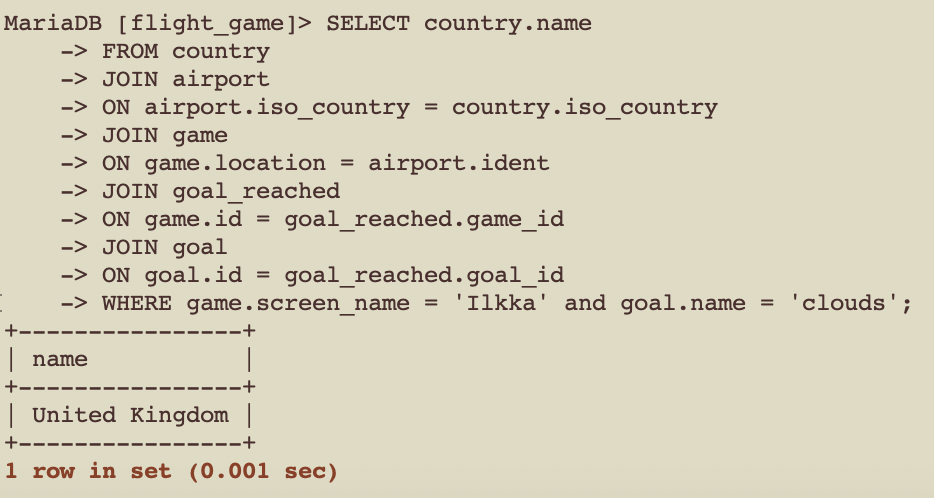 MariaDB [flight_game]> SELECT country.name
    -> FROM country
    -> JOIN airport
    -> ON airport.iso_country = country.iso_country
    -> JOIN game
    -> ON game.location = airport.ident
    -> JOIN goal_reached
    -> ON game.id = goal_reached.game_id
    -> JOIN goal
    -> ON goal.id = goal_reached.goal_id
    -> WHERE game.screen_name = 'Ilkka' and goal.name = 'clouds';
+----------------+
| name           |
+----------------+
| United Kingdom |
+----------------+
1 row in set (0.001 sec)